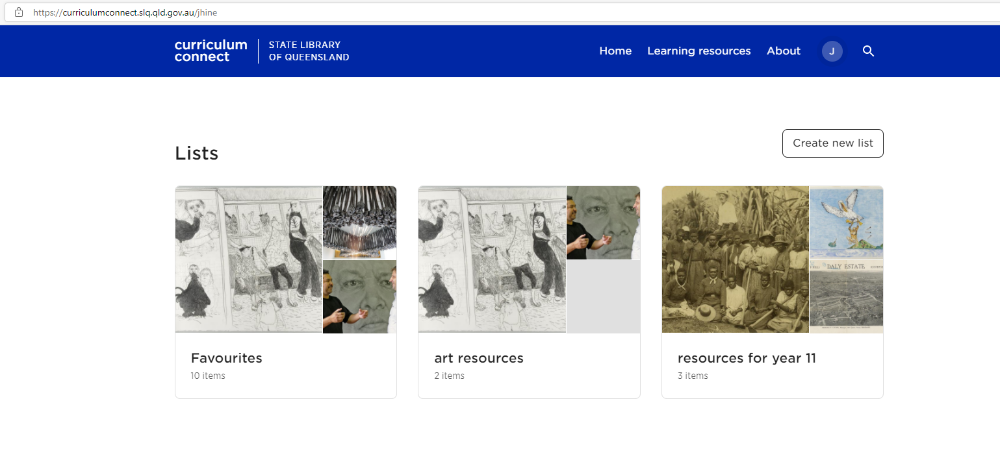 https://curriculumconnect.slq.qld.gov.au/jhine
curriculum
connect
STATE LIBRARY
OF QUEENSLAND
Home Learning resources About J
Lists
Create new list
DALY ESTATE
Favourites
10 items
art resources
2 items
resources for year 11
3 items